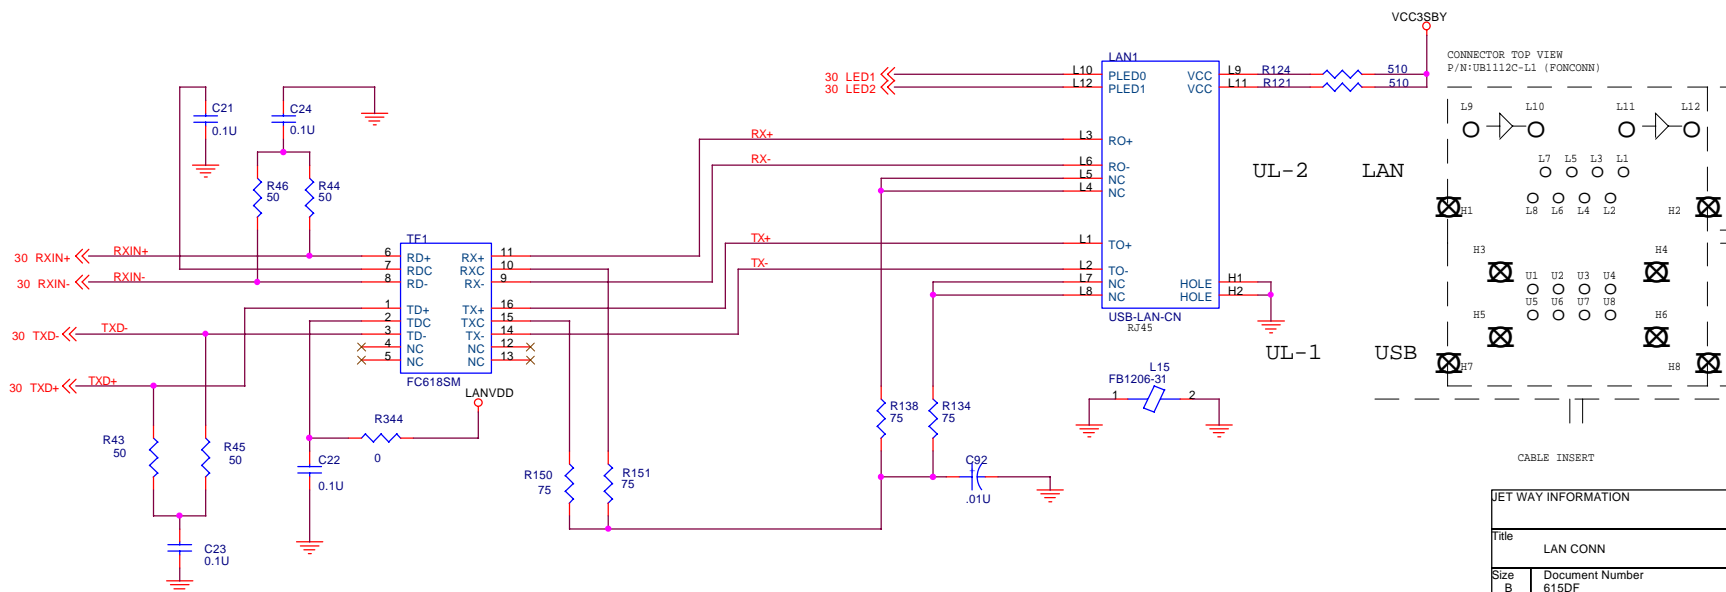 VCC3SBY
CONNECTOR TOP VIEW
P/N:UB1112C-L1 (FONCONN)
LAN1
30 LED1
30 LED2
L10 PLED0 VCC L9 R124 510
L12 PLED1 VCC L11 R121 510
L9 L10 L11 L12
C21
0.1U
C24
0.1U
RX+ L3 RO+
RX- L6 RO-
L5 NC
L4 NC
UL-2 LAN
L7 L5 L3 L1
L8 L6 L4 L2
H1 H2
R46
50
R44
50
TF1
30 RXIN+ RXIN+ 6 RD+ RX+ 11
7 RDC RXC 10
30 RXIN- RXIN- 8 RD- RX- 9
1 TD+ TX+ 16
2 TDC TXC 15
30 TXD- TXD- 3 TD- TX- 14
4 NC NC 12
5 NC NC 13
FC618SM
30 TXD+ TXD+
TX+ L1 TO+
TX- L2 TO-
L7 NC HOLE H1
L8 NC HOLE H2
USB-LAN-CN
RJ45
H3 H4
U1 U2 U3 U4
U5 U6 U7 U8
H5 H6
UL-1 USB
H7 H8
L15
FB1206-31
1 2
LANVDD
R344
0
R138
75
R134
75
R43
50
R45
50
C22
0.1U
R150
75
R151
75
C92
.01U
CABLE INSERT
C23
0.1U
JET WAY INFORMATION
Title
LAN CONN
Size
B
Document Number
615DF